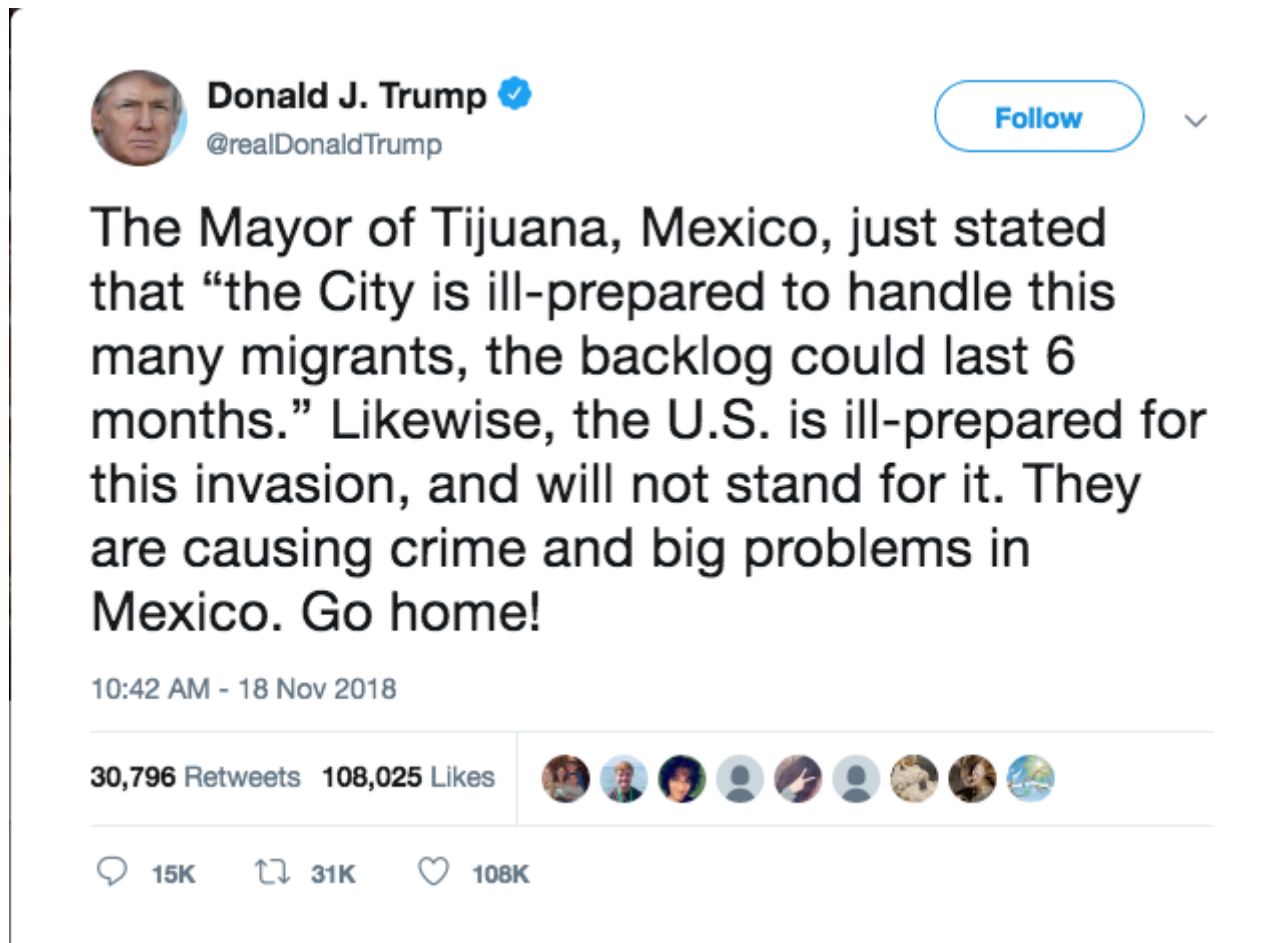 Donald J. Trump
Follow
@realDonaldTrump
The Mayor of Tijuana, Mexico, just stated
that “the City is ill-prepared to handle this
many migrants, the backlog could last 6
months.” Likewise, the U.S. is ill-prepared for
this invasion, and will not stand for it. They
are causing crime and big problems in
Mexico. Go home!
10:42 AM - 18 Nov 2018
30,796 Retweets 108,025 Likes
15K 31K 108K